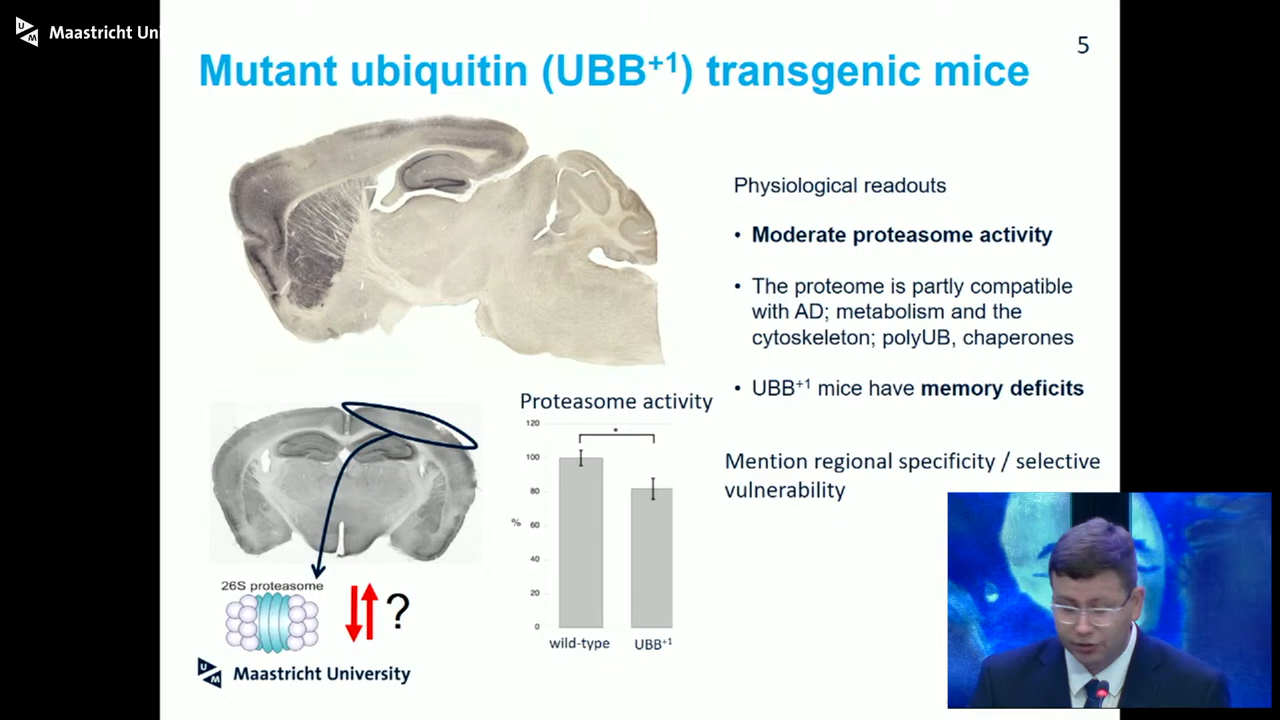 Maastricht Uni
5
Mutant ubiquitin (UBB+1) transgenic mice
Physiological readouts
• Moderate proteasome activity
• The proteome is partly compatible
with AD; metabolism and the
cytoskeleton; polyUB, chaperones
• UBB+1 mice have memory deficits
Mention regional specificity / selective
vulnerability
Proteasome activity
120
100
80
60
40
20
0
%
*
wild-type UBB+1
26S proteasome
?
UM
Maastricht University